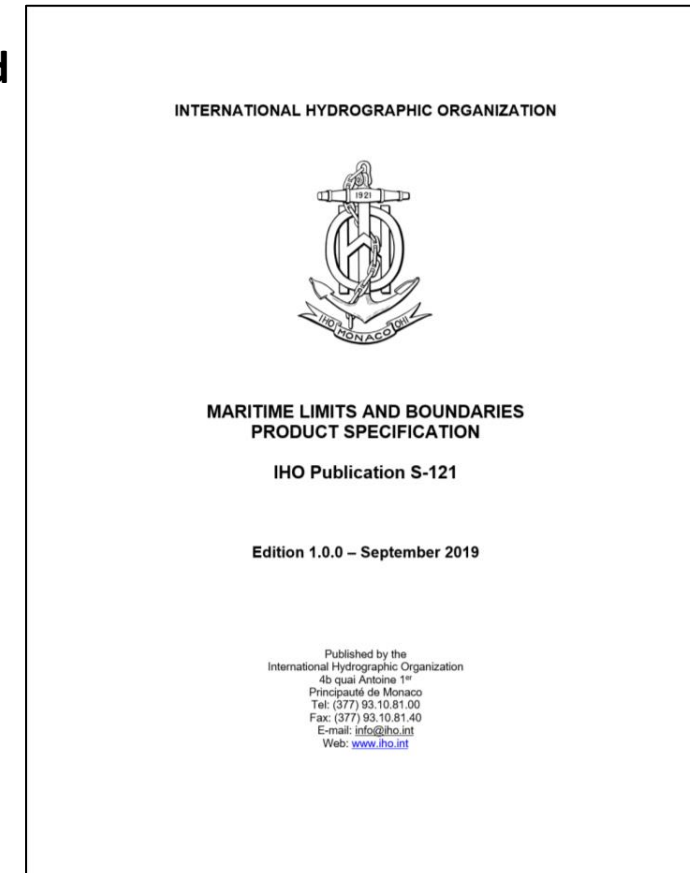 INTERNATIONAL HYDROGRAPHIC ORGANIZATION
1921
IHO MONACO OHI
MARITIME LIMITS AND BOUNDARIES
PRODUCT SPECIFICATION
IHO Publication S-121
Edition 1.0.0 – September 2019
Published by the
International Hydrographic Organization
4b quai Antoine 1er
Principauté de Monaco
Tel: (377) 93.10.81.00
Fax: (377) 93.10.81.40
E-mail: info@iho.int
Web: www.iho.int